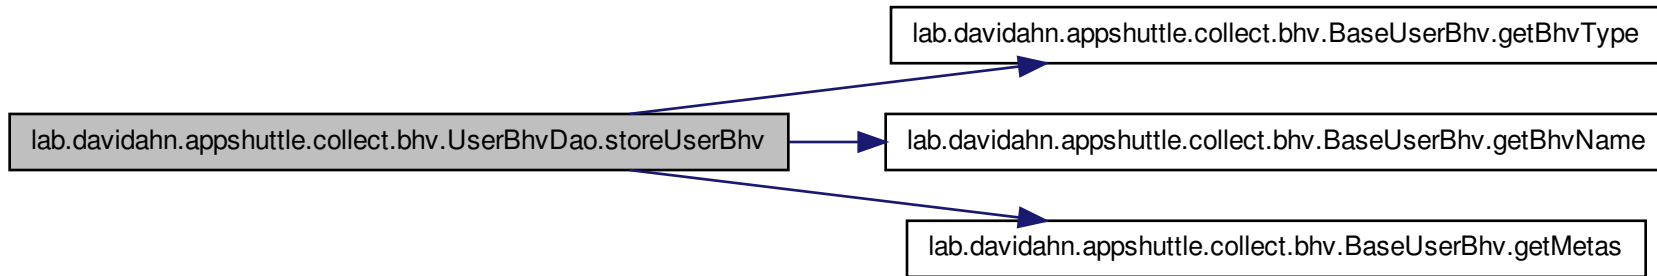 lab.davidahn.appshuttle.collect.bhv.BaseUserBhv.getBhvType
lab.davidahn.appshuttle.collect.bhv.UserBhvDao.storeUserBhv
lab.davidahn.appshuttle.collect.bhv.BaseUserBhv.getBhvName
lab.davidahn.appshuttle.collect.bhv.BaseUserBhv.getMetas